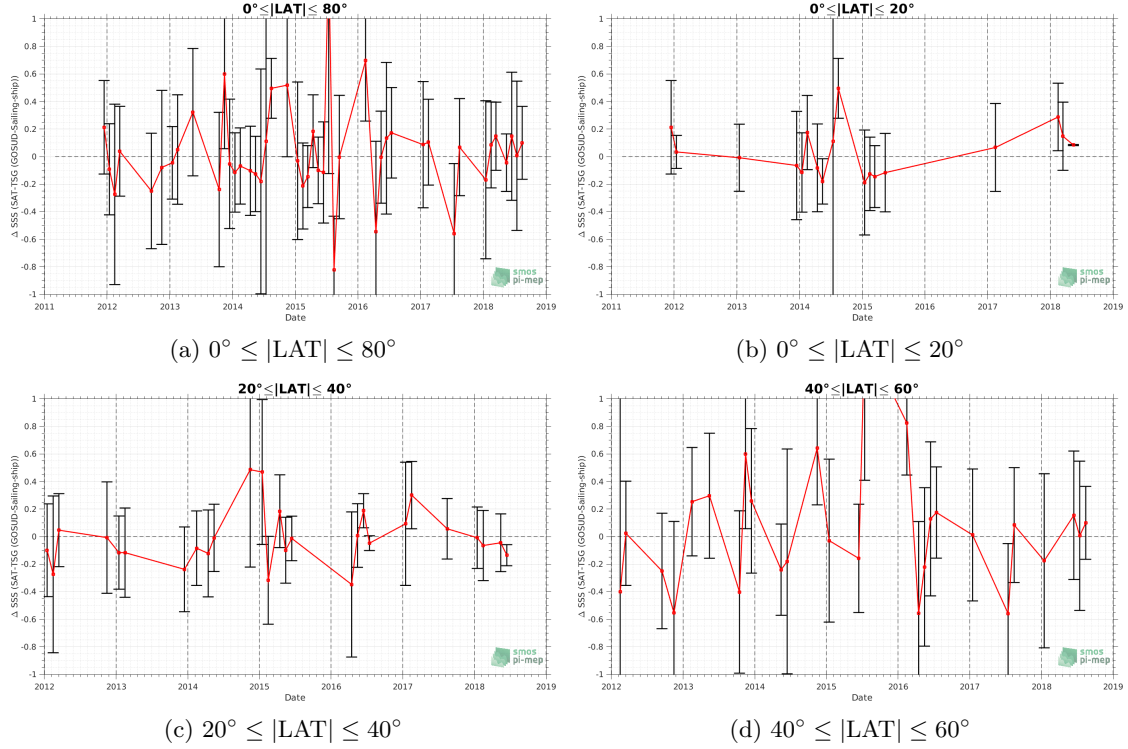 0°≤|LAT|≤ 80°
Δ SSS (SAT-TSG (GOSUD-Sailing-ship))
1
0.8
0.6
0.4
0.2
0
-0.2
-0.4
-0.6
-0.8
-1
2011 2012 2013 2014 2015 2016 2017 2018 2019
Date
smos
pi-mep
(a) 0° ≤ |LAT| ≤ 80°
0°≤|LAT|≤ 20°
Δ SSS (SAT-TSG (GOSUD-Sailing-ship))
1
0.8
0.6
0.4
0.2
0
-0.2
-0.4
-0.6
-0.8
-1
2011 2012 2013 2014 2015 2016 2017 2018 2019
Date
smos
pi-mep
(b) 0° ≤ |LAT| ≤ 20°
20°≤|LAT|≤ 40°
Δ SSS (SAT-TSG (GOSUD-Sailing-ship))
1
0.8
0.6
0.4
0.2
0
-0.2
-0.4
-0.6
-0.8
-1
2012 2013 2014 2015 2016 2017 2018 2019
Date
smos
pi-mep
(c) 20° ≤ |LAT| ≤ 40°
40°≤|LAT|≤ 60°
Δ SSS (SAT-TSG (GOSUD-Sailing-ship))
1
0.8
0.6
0.4
0.2
0
-0.2
-0.4
-0.6
-0.8
-1
2012 2013 2014 2015 2016 2017 2018 2019
Date
smos
pi-mep
(d) 40° ≤ |LAT| ≤ 60°